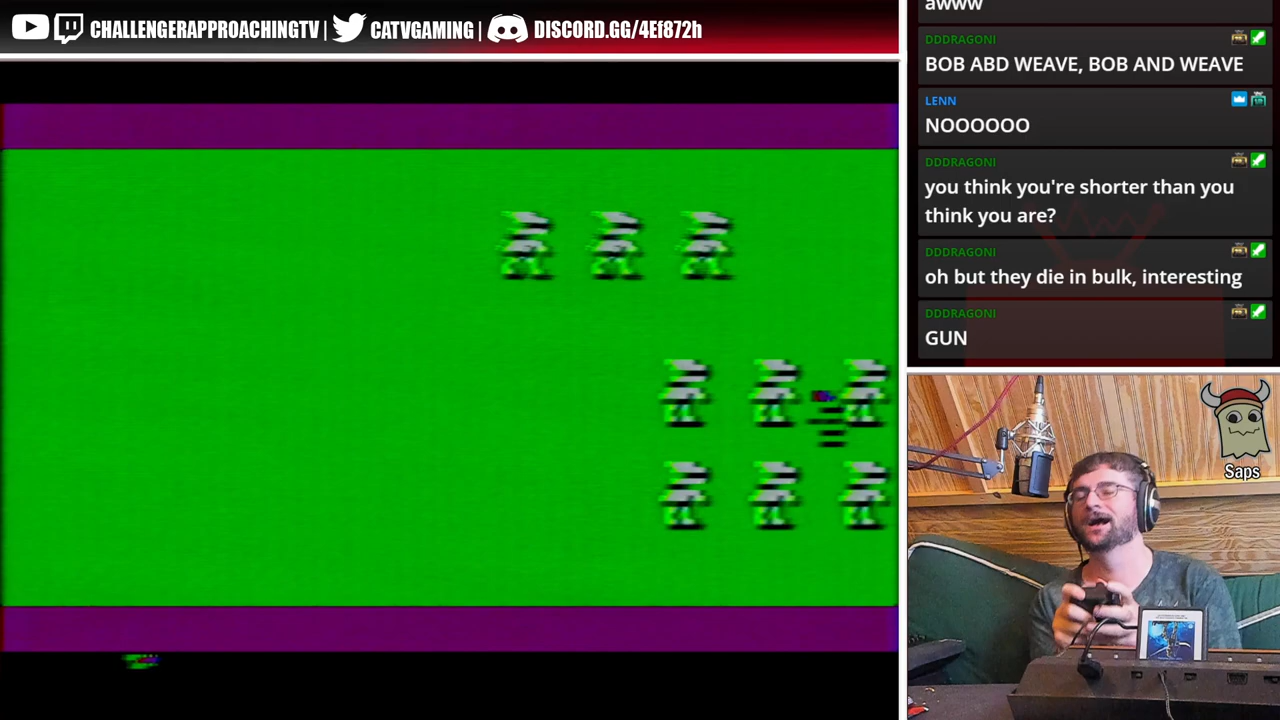 CHALLENGERAPPROACHINGTV | CATVGAMING | DISCORD.GG/4Ef872h
awww
DDDRAGONI
BOB ABD WEAVE, BOB AND WEAVE
LENN
NOOOOOO
DDDRAGONI
you think you're shorter than you
think you are?
DDDRAGONI
oh but they die in bulk, interesting
DDDRAGONI
GUN
Saps